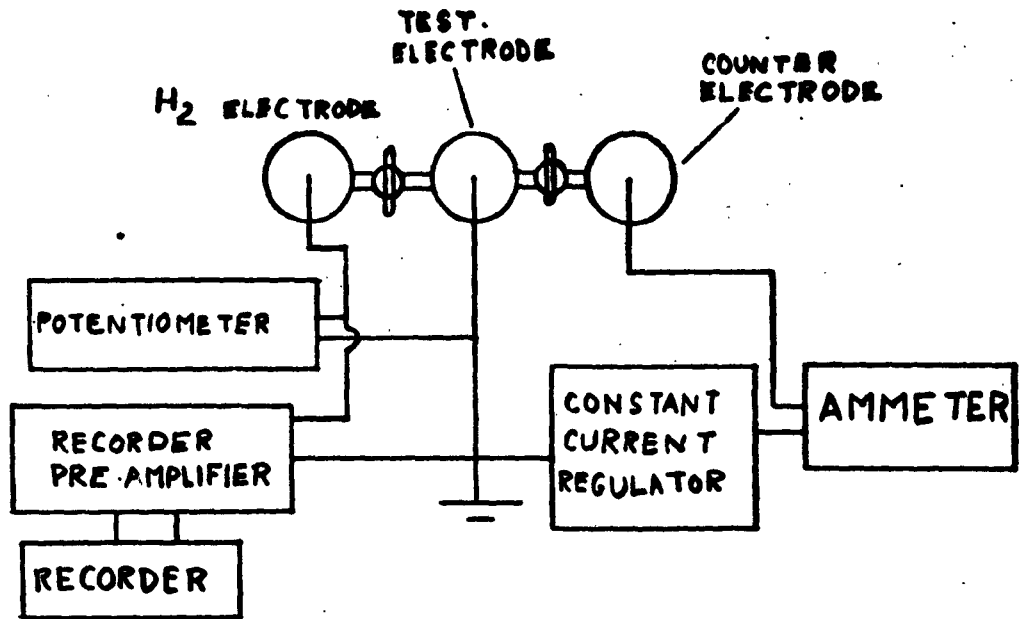 TEST.
ELECTRODE
COUNTER
ELECTRODE
H2 ELECTRODE
POTENTIOMETER
RECORDER
PRE-AMPLIFIER
CONSTANT
CURRENT
REGULATOR
AMMETER
RECORDER